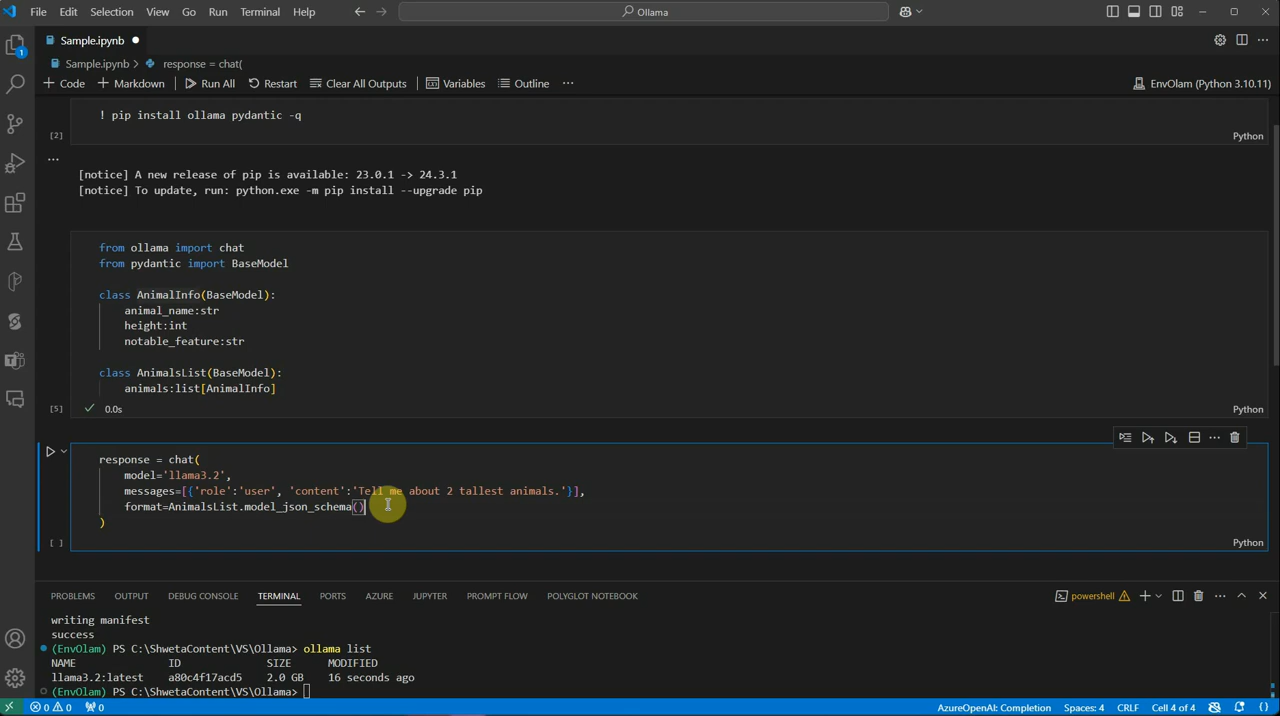 File Edit Selection View Go Run Terminal Help
Ollama
Sample.ipynb
Sample.ipynb > response = chat(
Code Markdown Run All Restart Clear All Outputs Variables Outline ...
EnvOlam (Python 3.10.11)
1
! pip install ollama pydantic -q
[2]
Python
...
[notice] A new release of pip is available: 23.0.1 -> 24.3.1
[notice] To update, run: python.exe -m pip install --upgrade pip
from ollama import chat
from pydantic import BaseModel
class AnimalInfo(BaseModel):
animal_name:str
height:int
notable_feature:str
class AnimalsList(BaseModel):
animals:list[AnimalInfo]
[5]
0.0s
Python
response = chat(
model='llama3.2',
messages=[{'role':'user', 'content':'Tell me about 2 tallest animals.'}],
format=AnimalsList.model_json_schema()
)
[ ]
Python
PROBLEMS OUTPUT DEBUG CONSOLE TERMINAL PORTS AZURE JUPYTER PROMPT FLOW POLYGLOT NOTEBOOK
powershell
writing manifest
success
(EnvOlam) PS C:\ShwetaContent\VS\Ollama> ollama list
NAME ID SIZE MODIFIED
llama3.2:latest a80c4f17acd5 2.0 GB 16 seconds ago
(EnvOlam) PS C:\ShwetaContent\VS\Ollama>
0 0 0
AzureOpenAI: Completion Spaces: 4 CRLF Cell 4 of 4